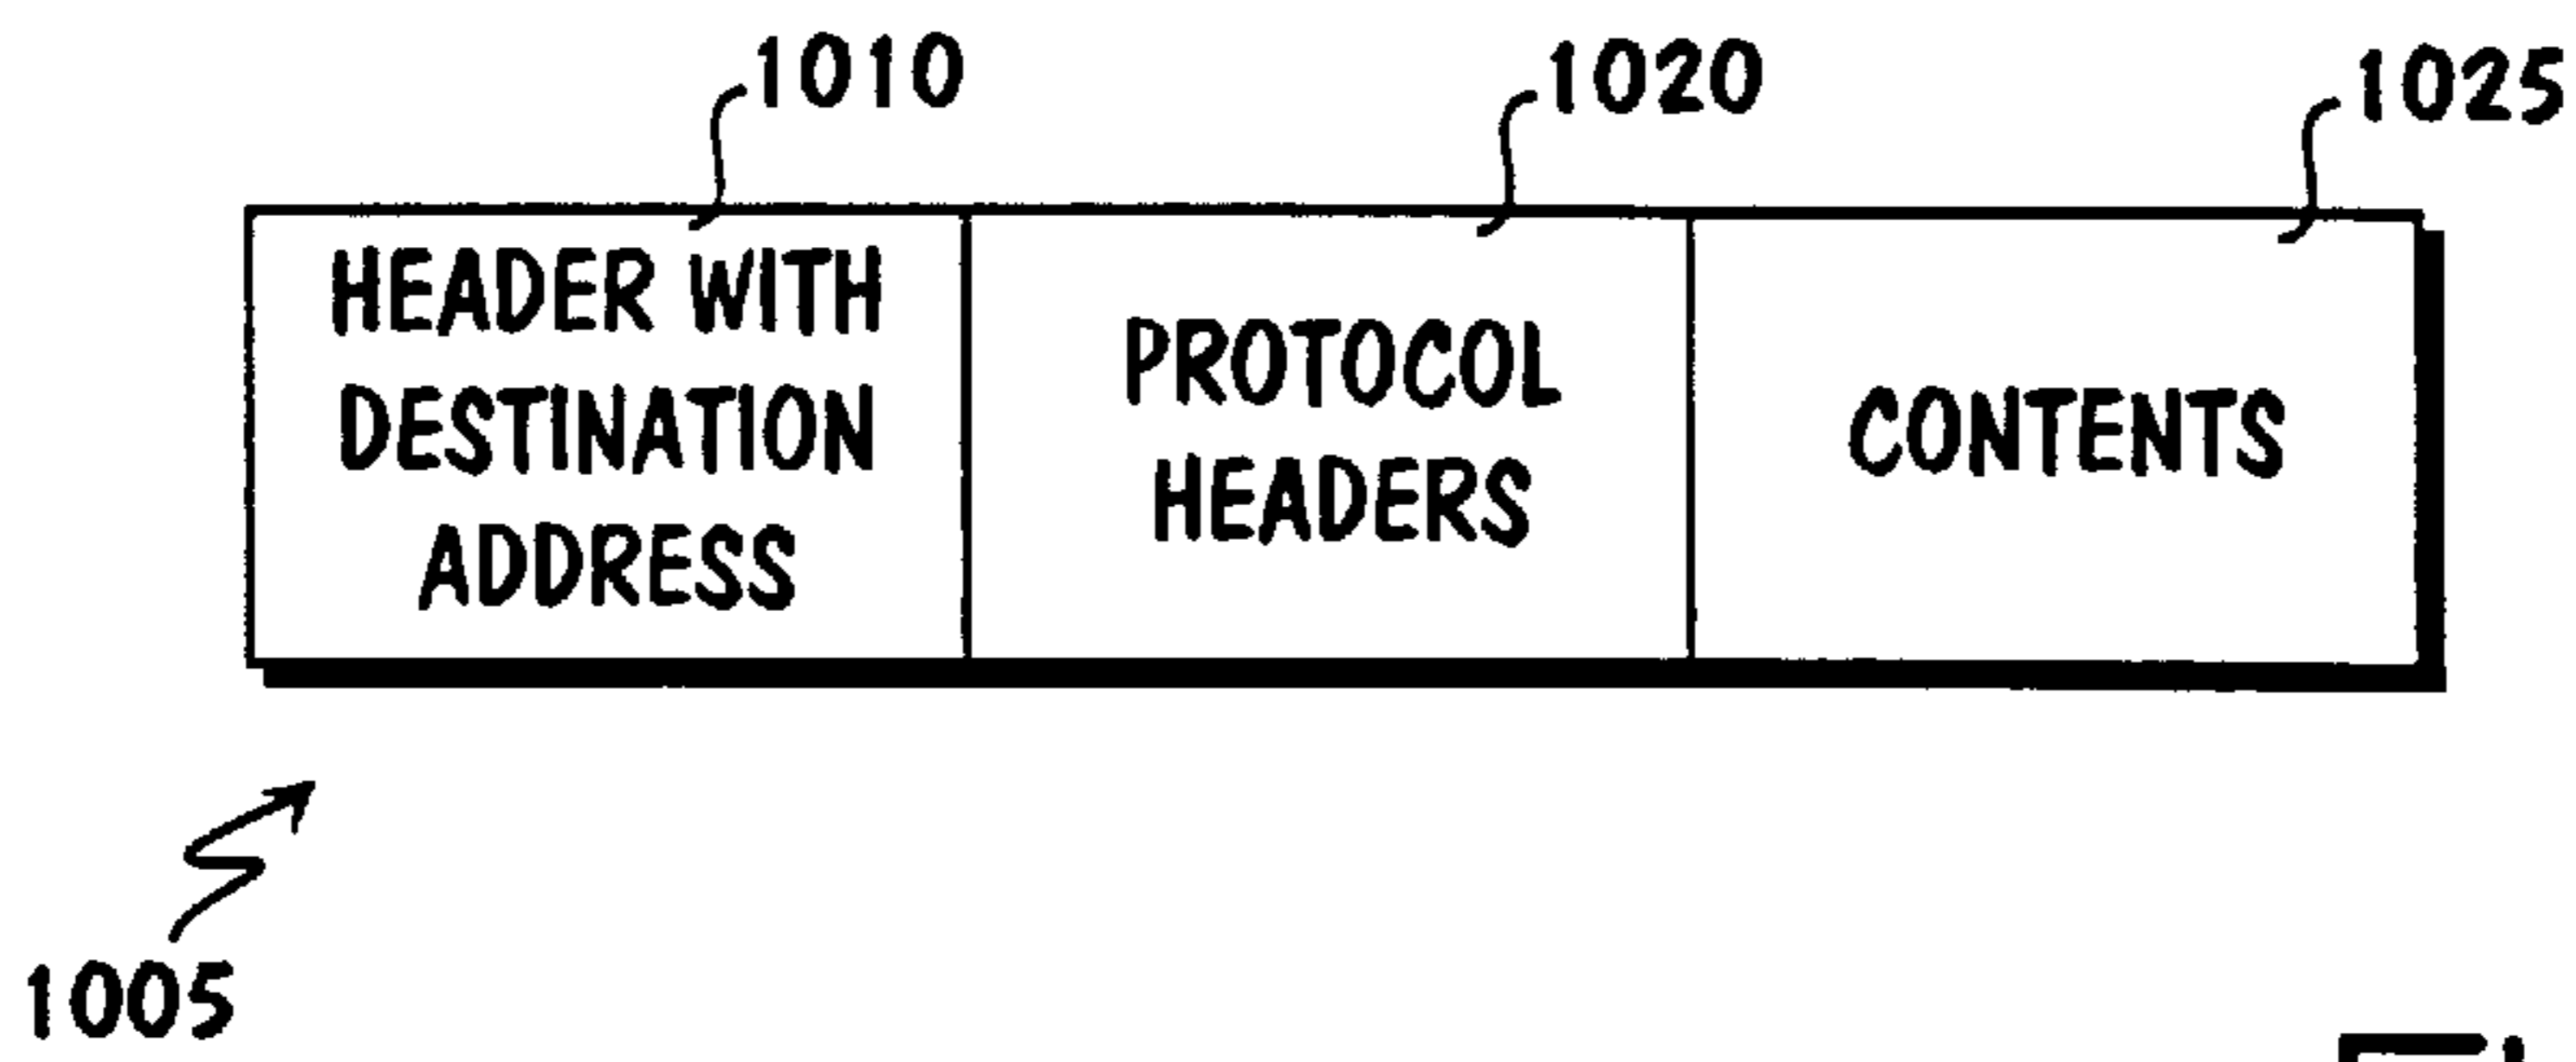 1010
1020
1025
HEADER WITH
DESTINATION
ADDRESS
PROTOCOL
HEADERS
CONTENTS
1005